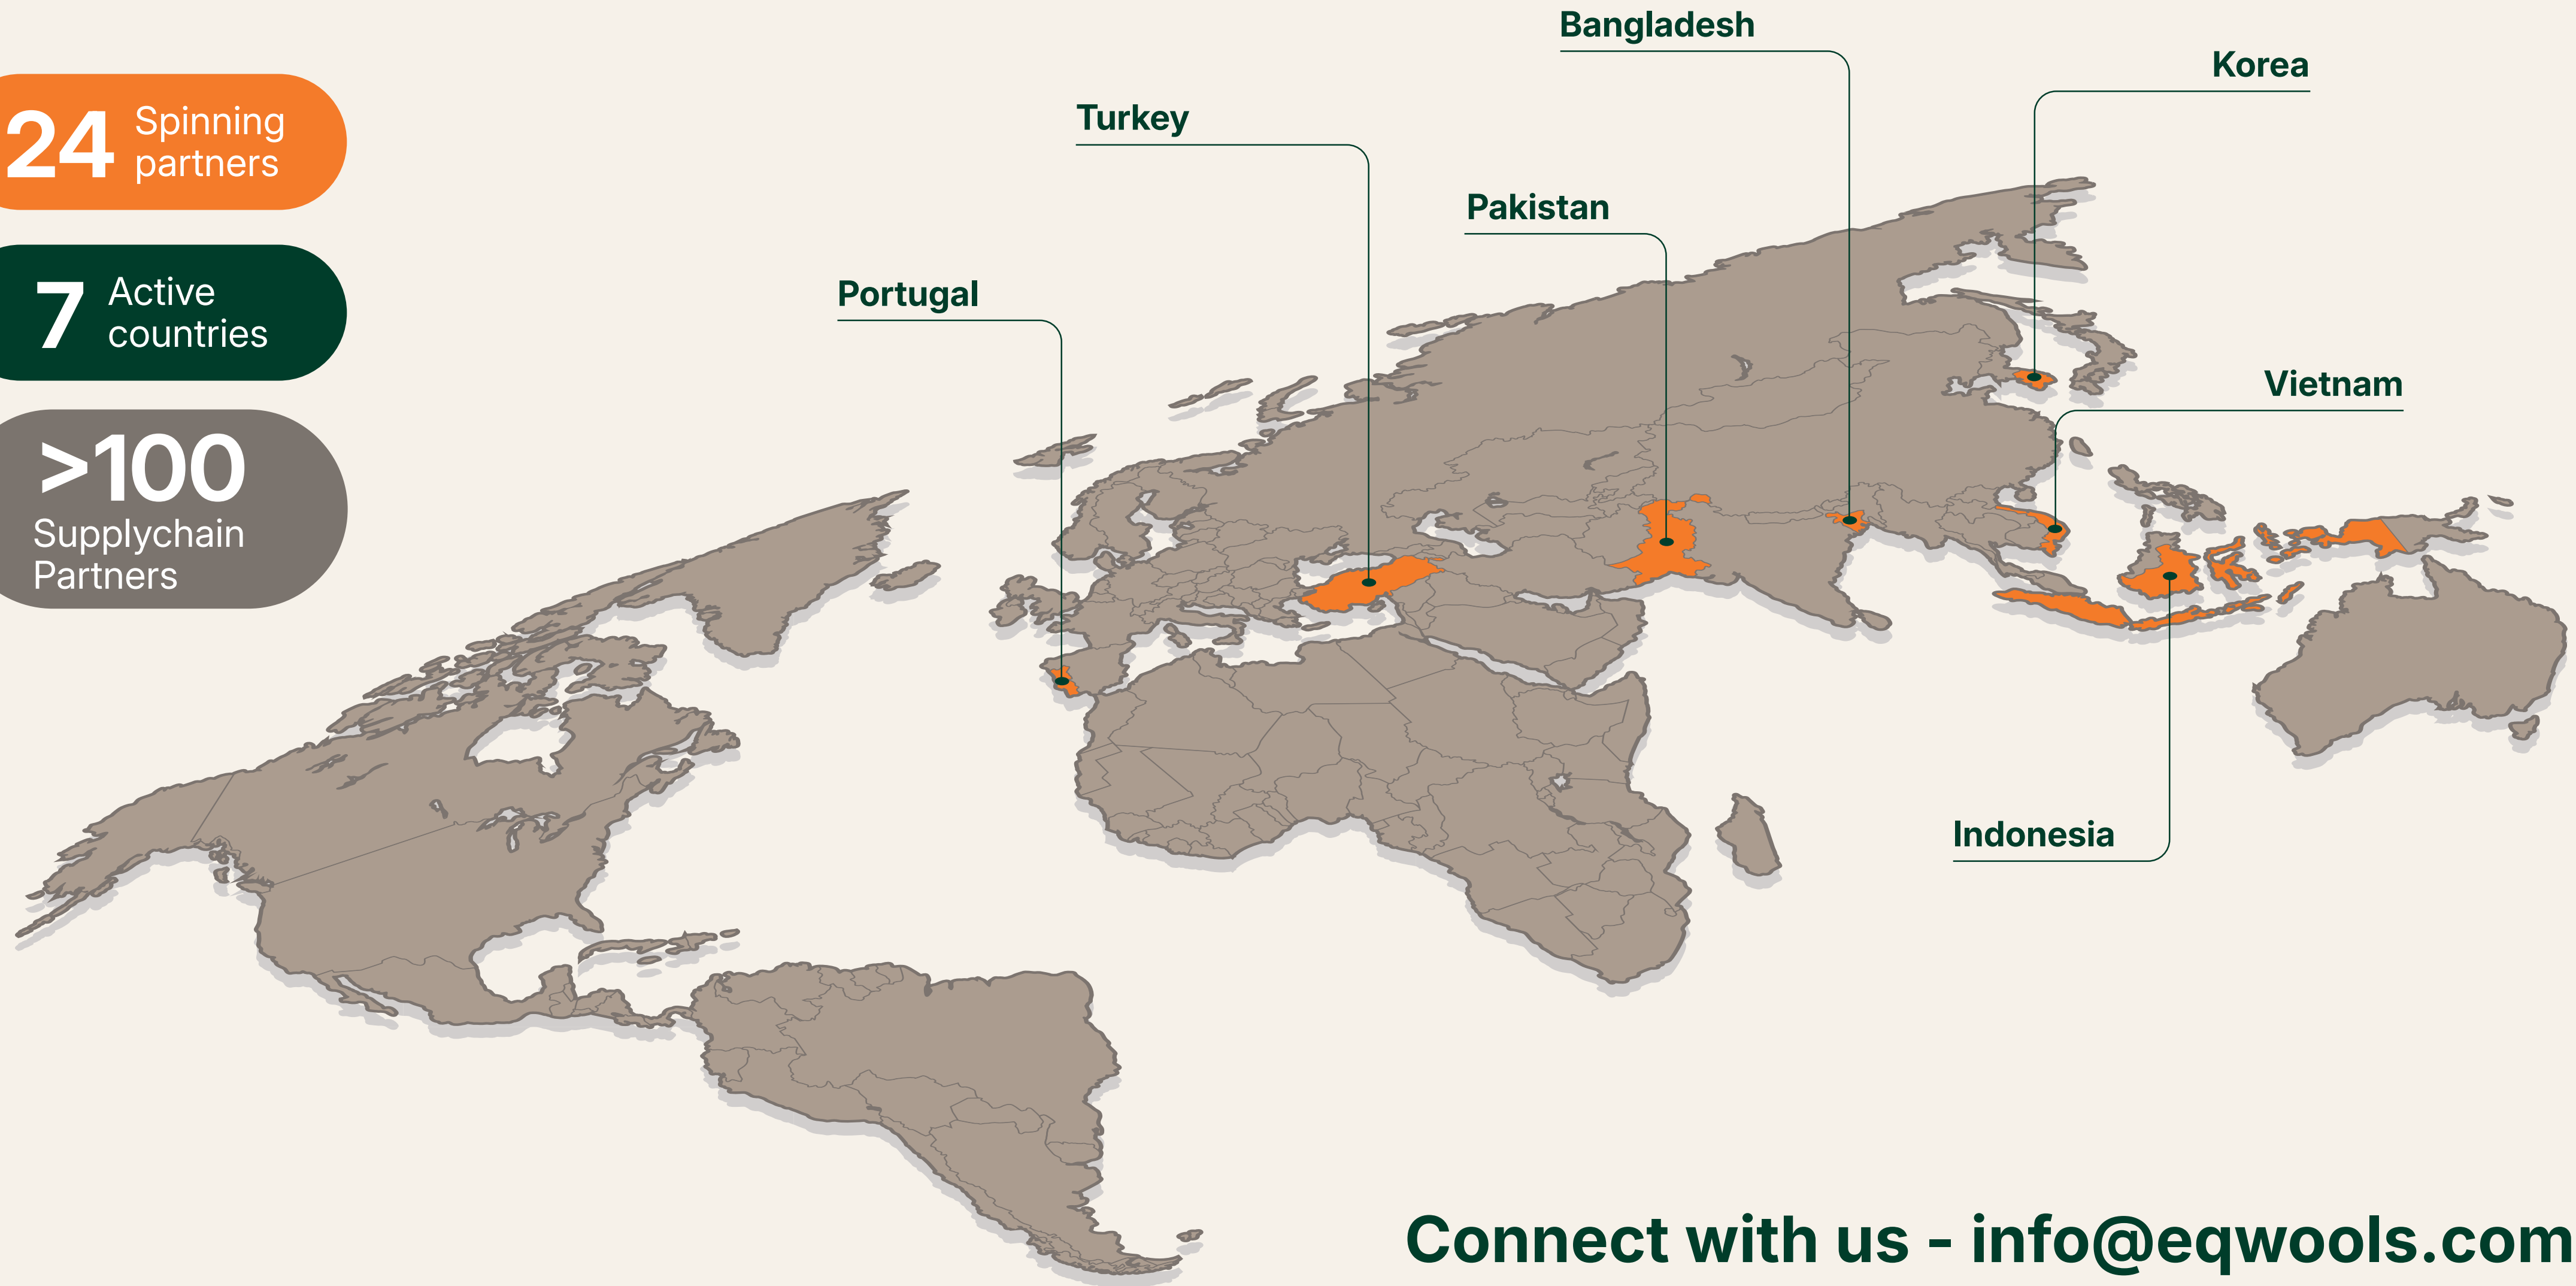 Bangladesh
Korea
24 Spinning
partners
Turkey
Pakistan
7 Active
countries
Portugal
Vietnam
>100
Supplychain
Partners
Indonesia
Connect with us - info@eqwools.com